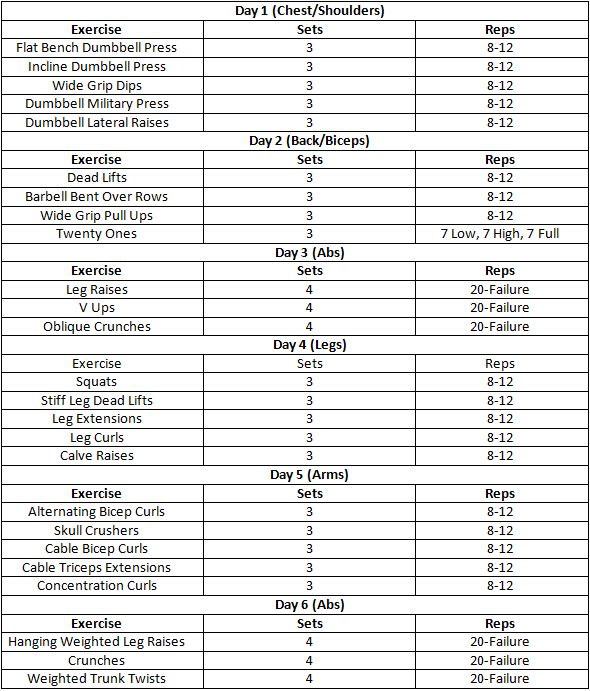 Day 1 (Chest/Shoulders)
Exercise Sets Reps
Flat Bench Dumbbell Press 3 8-12
Incline Dumbbell Press 3 8-12
Wide Grip Dips 3 8-12
Dumbbell Military Press 3 8-12
Dumbbell Lateral Raises 3 8-12
Day 2 (Back/Biceps)
Exercise Sets Reps
Dead Lifts 3 8-12
Barbell Bent Over Rows 3 8-12
Wide Grip Pull Ups 3 8-12
Twenty Ones 3 7 Low, 7 High, 7 Full
Day 3 (Abs)
Exercise Sets Reps
Leg Raises 4 20-Failure
V Ups 4 20-Failure
Oblique Crunches 4 20-Failure
Day 4 (Legs)
Exercise Sets Reps
Squats 3 8-12
Stiff Leg Dead Lifts 3 8-12
Leg Extensions 3 8-12
Leg Curls 3 8-12
Calve Raises 3 8-12
Day 5 (Arms)
Exercise Sets Reps
Alternating Bicep Curls 3 8-12
Skull Crushers 3 8-12
Cable Bicep Curls 3 8-12
Cable Triceps Extensions 3 8-12
Concentration Curls 3 8-12
Day 6 (Abs)
Exercise Sets Reps
Hanging Weighted Leg Raises 4 20-Failure
Crunches 4 20-Failure
Weighted Trunk Twists 4 20-Failure